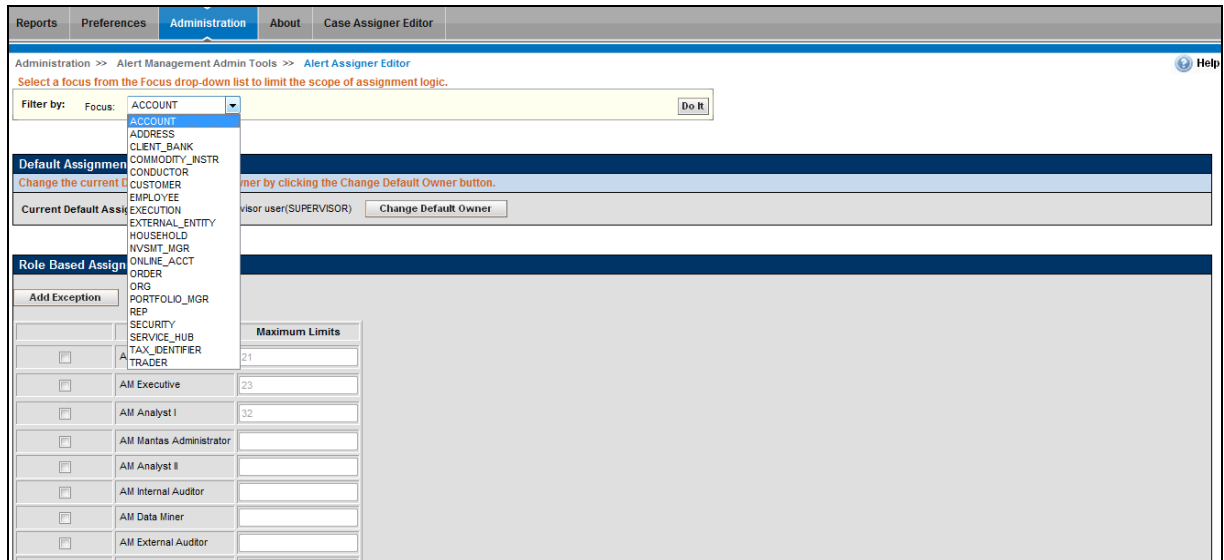 Reports Preferences Administration About Case Assigner Editor
Administration >> Alert Management Admin Tools >> Alert Assigner Editor Help
Select a focus from the Focus drop-down list to limit the scope of assignment logic.
Filter by: Focus: ACCOUNT Do It
ACCOUNT
ADDRESS
CLIENT_BANK
COMMODITY_INSTR
CONDUCTOR
CUSTOMER
EMPLOYEE
EXECUTION
EXTERNAL_ENTITY
HOUSEHOLD
NVSMT_MGR
ONLINE_ACCT
ORDER
ORG
PORTFOLIO_MGR
REP
SECURITY
SERVICE_HUB
TAX_IDENTIFIER
TRADER
Default Assignmen
Change the current D ner by clicking the Change Default Owner button.
Current Default Assig visor user(SUPERVISOR) Change Default Owner
Role Based Assign
Add Exception
Maximum Limits
A 21
AM Executive 23
AM Analyst I 32
AM Mantas Administrator
AM Analyst II
AM Internal Auditor
AM Data Miner
AM External Auditor